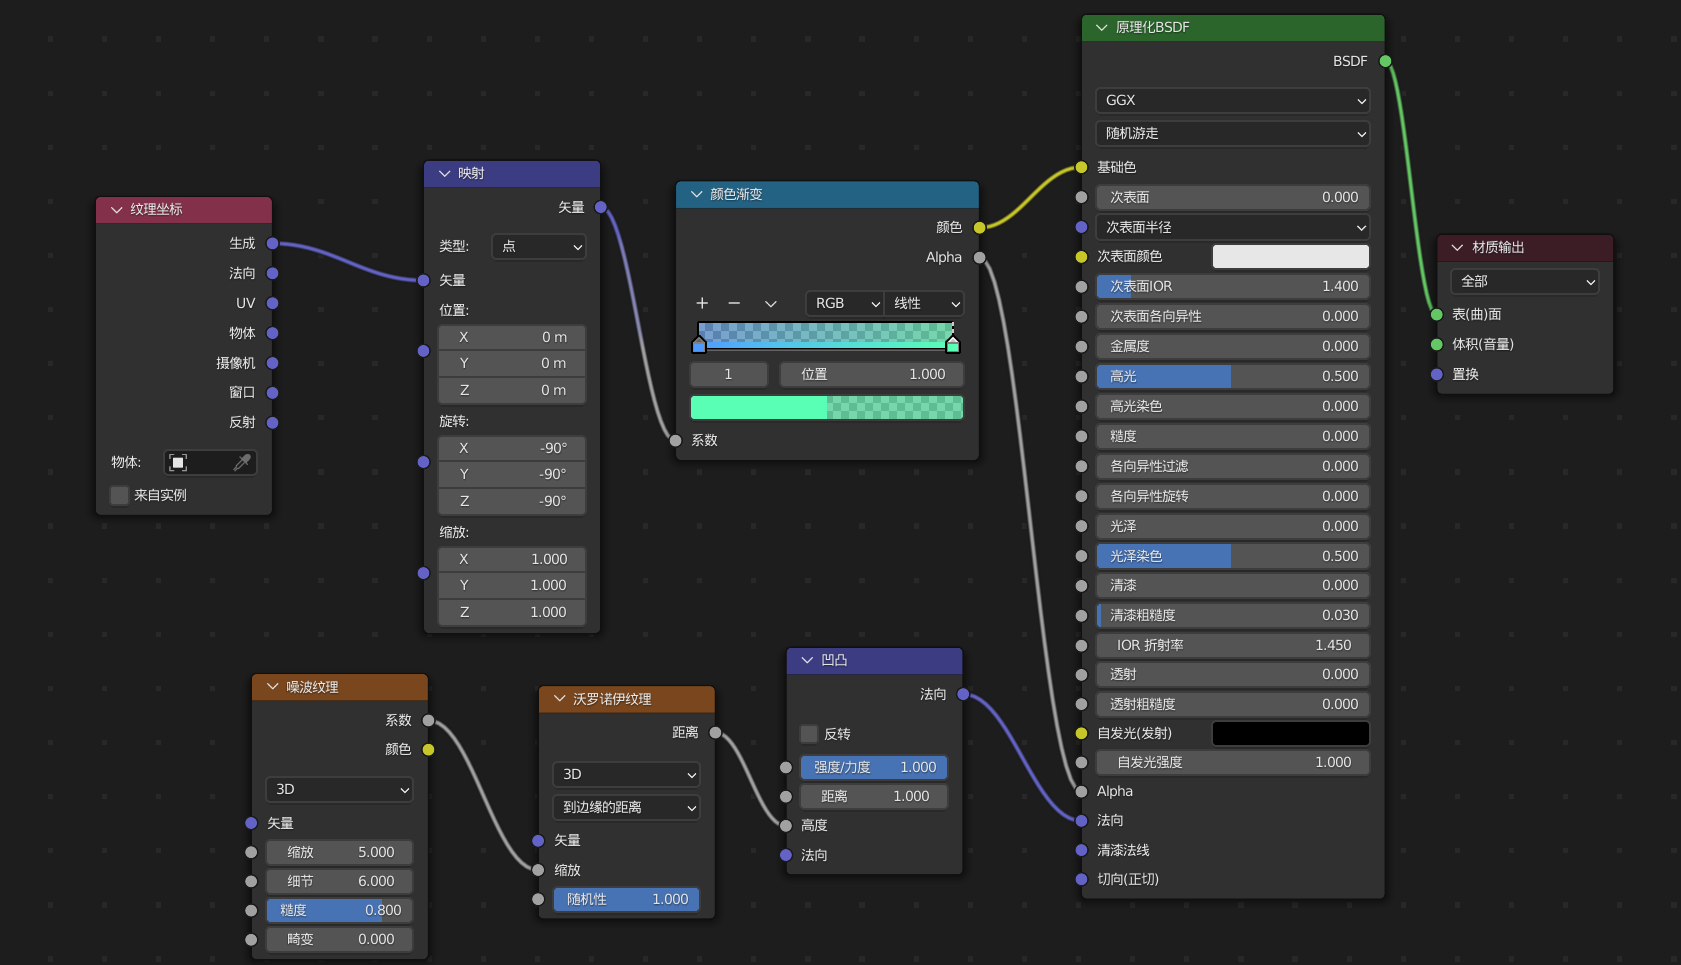 纹理坐标
生成
法向
UV
物体
摄像机
窗口
反射
物体:
来自实例
映射
矢量
类型: 点
矢量
位置:
X 0 m
Y 0 m
Z 0 m
旋转:
X -90°
Y -90°
Z -90°
缩放:
X 1.000
Y 1.000
Z 1.000
颜色渐变
颜色
Alpha
RGB 线性
1 位置 1.000
系数
原理化BSDF
BSDF
GGX
随机游走
基础色
次表面 0.000
次表面半径
次表面颜色
次表面IOR 1.400
次表面各向异性 0.000
金属度 0.000
高光 0.500
高光染色 0.000
糙度 0.000
各向异性过滤 0.000
各向异性旋转 0.000
光泽 0.000
光泽染色 0.500
清漆 0.000
清漆粗糙度 0.030
IOR 折射率 1.450
透射 0.000
透射粗糙度 0.000
自发光(发射)
自发光强度 1.000
Alpha
法向
清漆法线
切向(正切)
材质输出
全部
表(曲)面
体积(音量)
置换
噪波纹理
系数
颜色
3D
矢量
缩放 5.000
细节 6.000
糙度 0.800
畸变 0.000
沃罗诺伊纹理
距离
3D
到边缘的距离
矢量
缩放
随机性 1.000
凹凸
法向
反转
强度/力度 1.000
距离 1.000
高度
法向